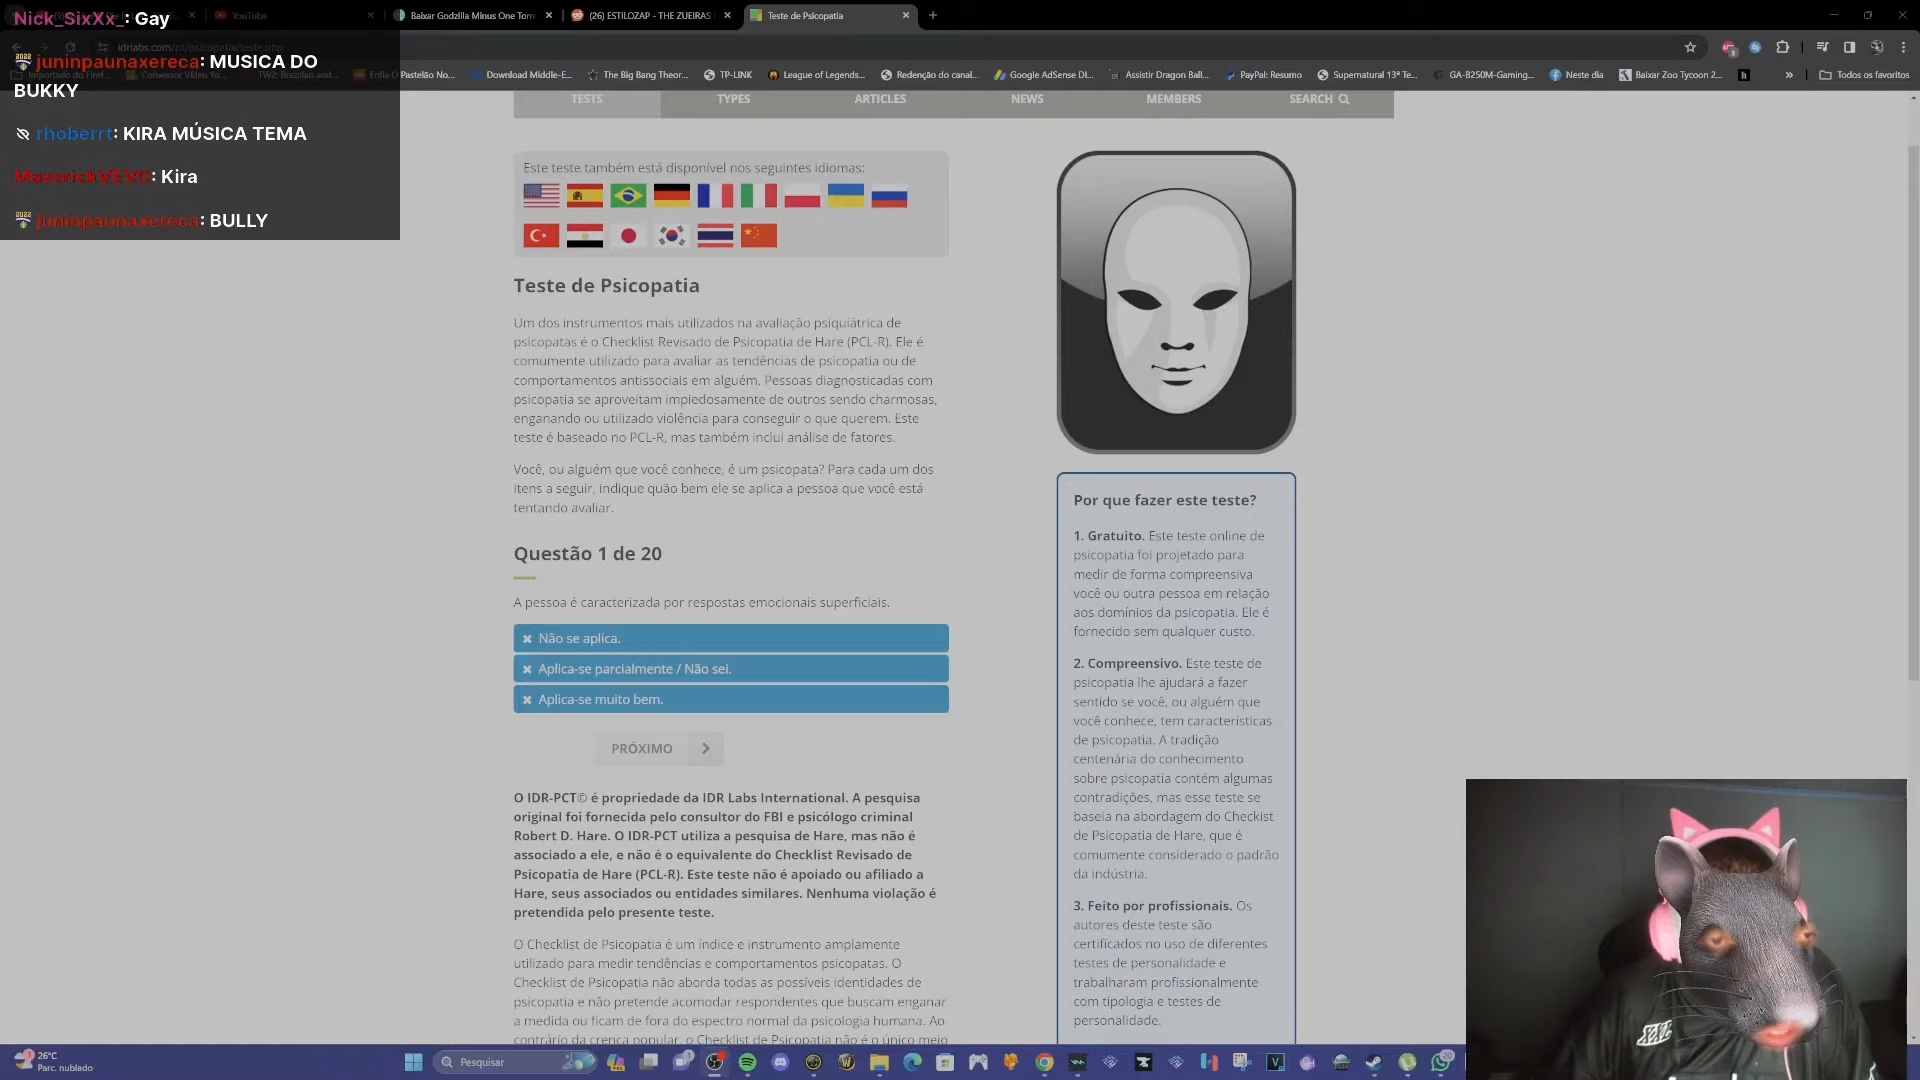 Nick_SixXx_: Gay
juninpaunaxereca: MUSICA DO
BUKKY
rhoberrt: KIRA MÚSICA TEMA
MaverickVEVO: Kira
juninpaunaxereca: BULLY
YouTube
Baixar Godzilla Minus One Torre
(26) ESTILOZAP - THE ZUEIRAS
Teste de Psicopatia
idrlabs.com/pt/psicopatia/teste.php
Importado do Firef...
Conversor Vídeo Yo...
TW2: Brazilian and...
Enfia O Pastelão No...
Download Middle-E...
The Big Bang Theor...
TP-LINK
League of Legends...
Redenção do canal...
Google AdSense DL...
Assistir Dragon Ball...
PayPal: Resumo
Supernatural 13ª Te...
GA-B250M-Gaming...
Neste dia
Baixar Zoo Tycoon 2...
Todos os favoritos
TESTS
TYPES
ARTICLES
NEWS
MEMBERS
SEARCH
Este teste também está disponível nos seguintes idiomas:
Teste de Psicopatia
Um dos instrumentos mais utilizados na avaliação psiquiátrica de
psicopatas é o Checklist Revisado de Psicopatia de Hare (PCL-R). Ele é
comumente utilizado para avaliar as tendências de psicopatia ou de
comportamentos antissociais em alguém. Pessoas diagnosticadas com
psicopatia se aproveitam impiedosamente de outros sendo charmosas,
enganando ou utilizado violência para conseguir o que querem. Este
teste é baseado no PCL-R, mas também inclui análise de fatores.
Você, ou alguém que você conhece, é um psicopata? Para cada um dos
itens a seguir, indique quão bem ele se aplica a pessoa que você está
tentando avaliar.
Questão 1 de 20
A pessoa é caracterizada por respostas emocionais superficiais.
Não se aplica.
Aplica-se parcialmente / Não sei.
Aplica-se muito bem.
PRÓXIMO
O IDR-PCT© é propriedade da IDR Labs International. A pesquisa
original foi fornecida pelo consultor do FBI e psicólogo criminal
Robert D. Hare. O IDR-PCT utiliza a pesquisa de Hare, mas não é
associado a ele, e não é o equivalente do Checklist Revisado de
Psicopatia de Hare (PCL-R). Este teste não é apoiado ou afiliado a
Hare, seus associados ou entidades similares. Nenhuma violação é
pretendida pelo presente teste.
O Checklist de Psicopatia é um índice e instrumento amplamente
utilizado para medir tendências e comportamentos psicopatas. O
Checklist de Psicopatia não aborda todas as possíveis identidades de
psicopatia e não pretende acomodar respondentes que buscam enganar
a medida ou ficam de fora do espectro normal da psicologia humana. Ao
contrário da crença popular, o Checklist de Psicopatia não é o único meio
Por que fazer este teste?
1. Gratuito. Este teste online de
psicopatia foi projetado para
medir de forma compreensiva
você ou outra pessoa em relação
aos domínios da psicopatia. Ele é
fornecido sem qualquer custo.
2. Compreensivo. Este teste de
psicopatia lhe ajudará a fazer
sentido se você, ou alguém que
você conhece, tem características
de psicopatia. A tradição
centenária do conhecimento
sobre psicopatia contém algumas
contradições, mas esse teste se
baseia na abordagem do Checkist
de Psicopatia de Hare, que é
comumente considerado o padrão
da indústria.
3. Feito por profissionais. Os
autores deste teste são
certificados no uso de diferentes
testes de personalidade e
trabalharam profissionalmente
com tipologia e testes de
personalidade.
26°C
Parc. nublado
Pesquisar